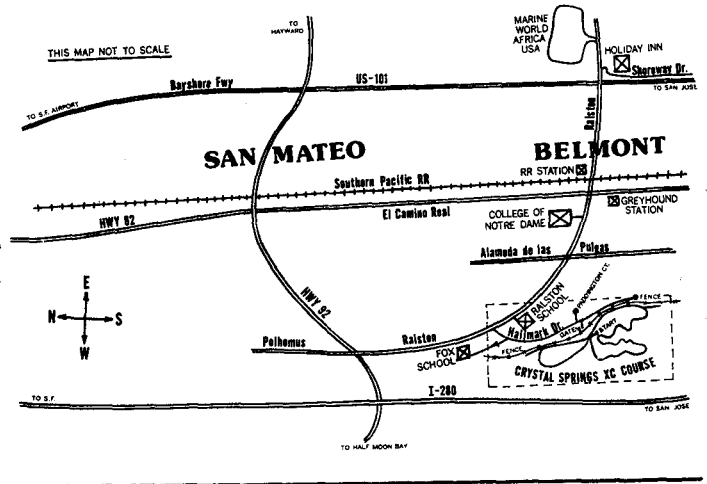 TO
HAYWARD
MARINE
WORLD
AFRICA
USA
THIS MAP NOT TO SCALE
HOLIDAY INN
Shoreway Dr.
Bayshore Fwy
US-101
TO SAN JOSE
TO S.F. AIRPORT
Ralston
SAN MATEO
BELMONT
RR STATION
Southern Pacific RR
GREYHOUND
STATION
El Camino Real
HWY 82
COLLEGE OF
NOTRE DAME
Alameda de las Pulgas
PADDINGTON CT.
E
N S
W
HWY 92
RALSTON
SCHOOL
FENCE
Hallmark Dr.
GATE
START
Polhemus
Ralston
FOX
SCHOOL
FENCE
CRYSTAL SPRINGS XC COURSE
I-280
TO S.F.
TO SAN JOSE
TO HALF MOON BAY